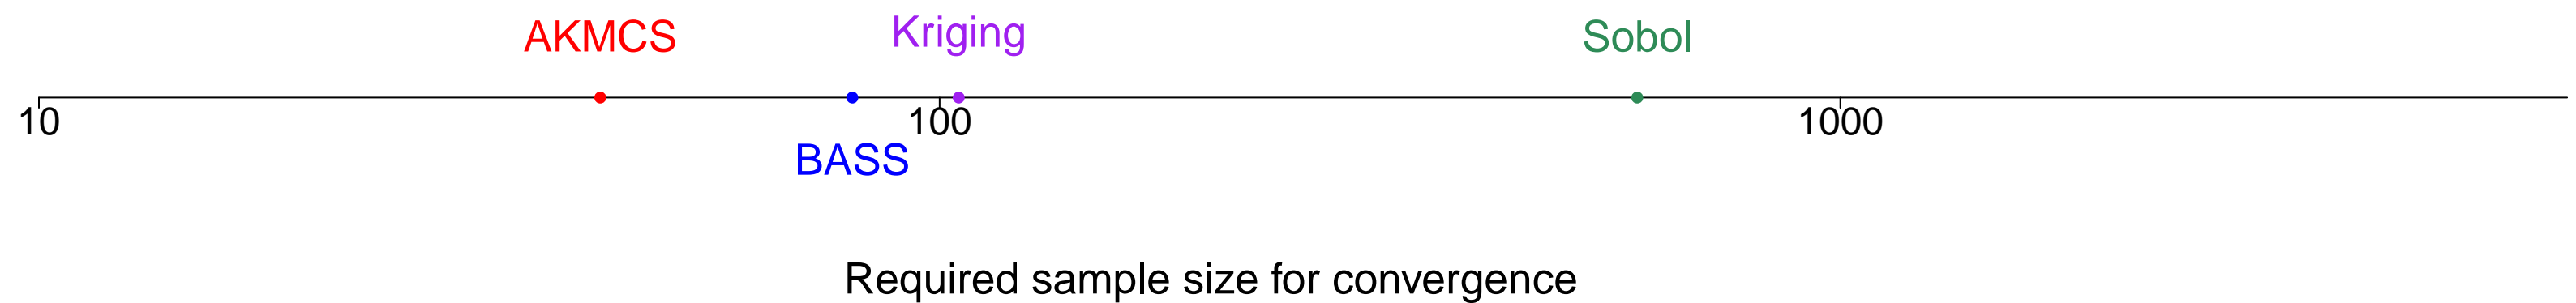 AKMCS Kriging Sobol
10 100 1000
BASS
Required sample size for convergence